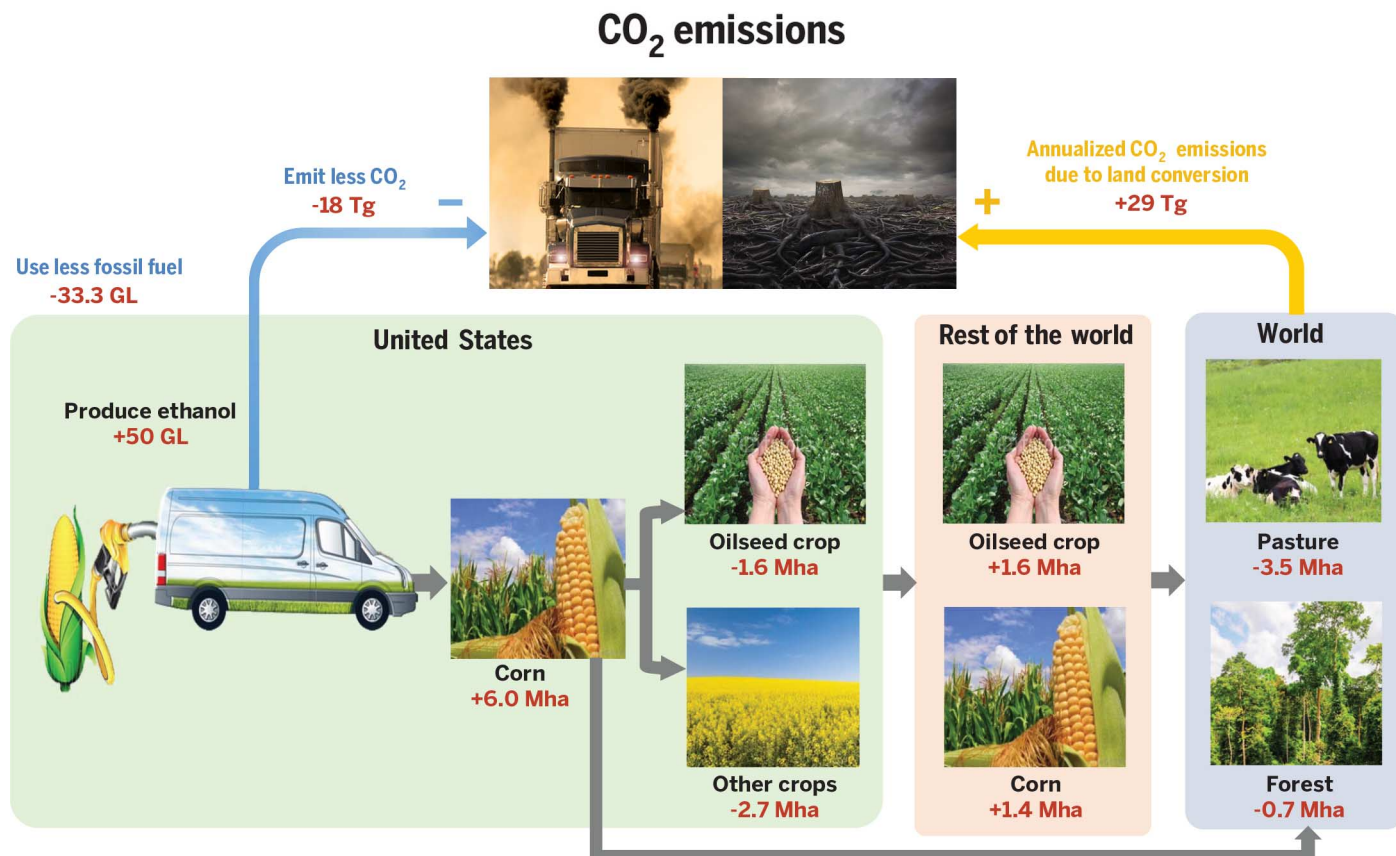 CO₂ emissions
Emit less CO₂
-18 Tg
−
+
Annualized CO₂ emissions
due to land conversion
+29 Tg
Use less fossil fuel
-33.3 GL
United States
Produce ethanol
+50 GL
Corn
+6.0 Mha
Oilseed crop
-1.6 Mha
Other crops
-2.7 Mha
Rest of the world
Oilseed crop
+1.6 Mha
Corn
+1.4 Mha
World
Pasture
-3.5 Mha
Forest
-0.7 Mha